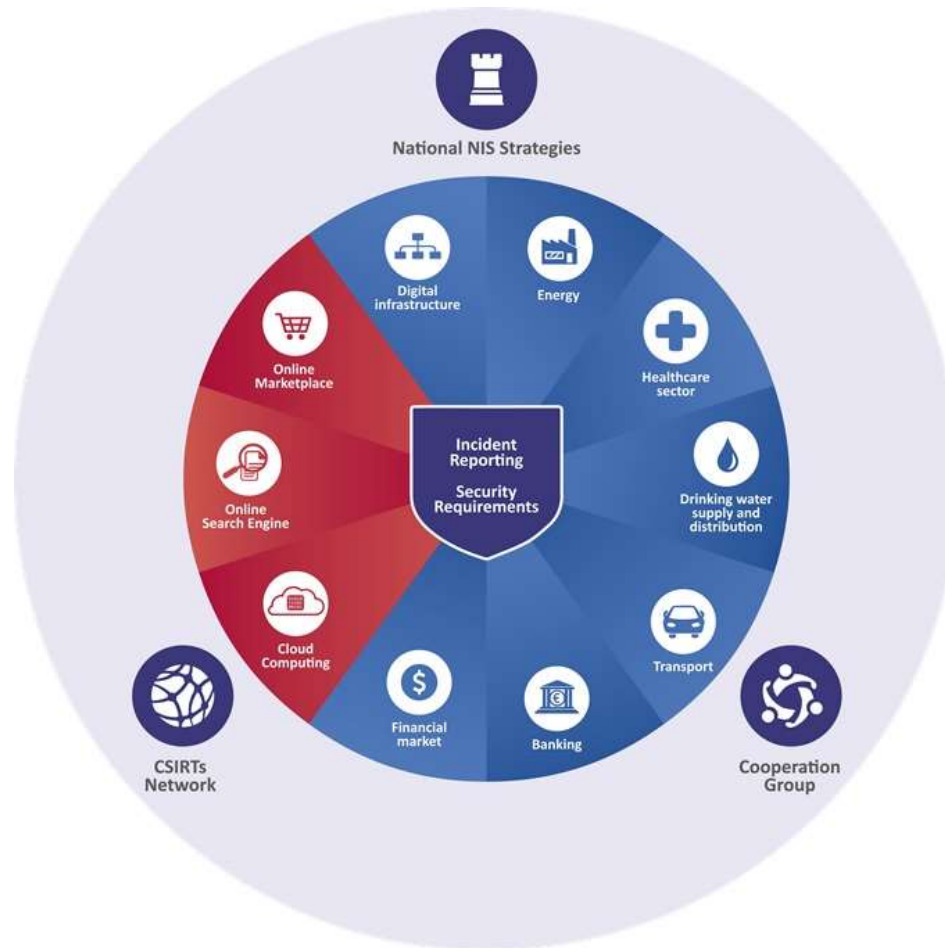 National NIS Strategies
Digital
infrastructure
Energy
Online
Marketplace
Healthcare
sector
Incident
Reporting
Security
Requirements
Online
Search Engine
Drinking water
supply and
distribution
Cloud
Computing
Transport
Financial
market
Banking
CSIRTs
Network
Cooperation
Group